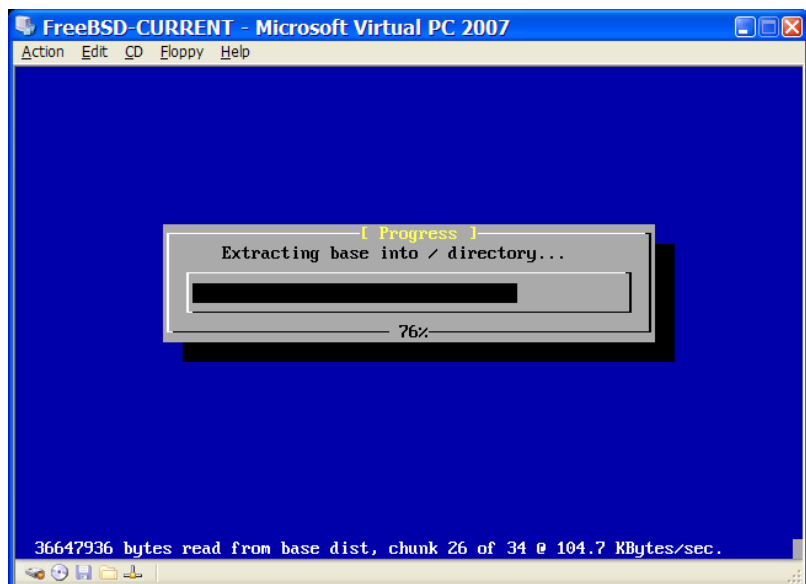 FreeBSD-CURRENT - Microsoft Virtual PC 2007
Action Edit CD Floppy Help
[ Progress ]
Extracting base into / directory...
76%
36647936 bytes read from base dist, chunk 26 of 34 @ 104.7 KBytes/sec.